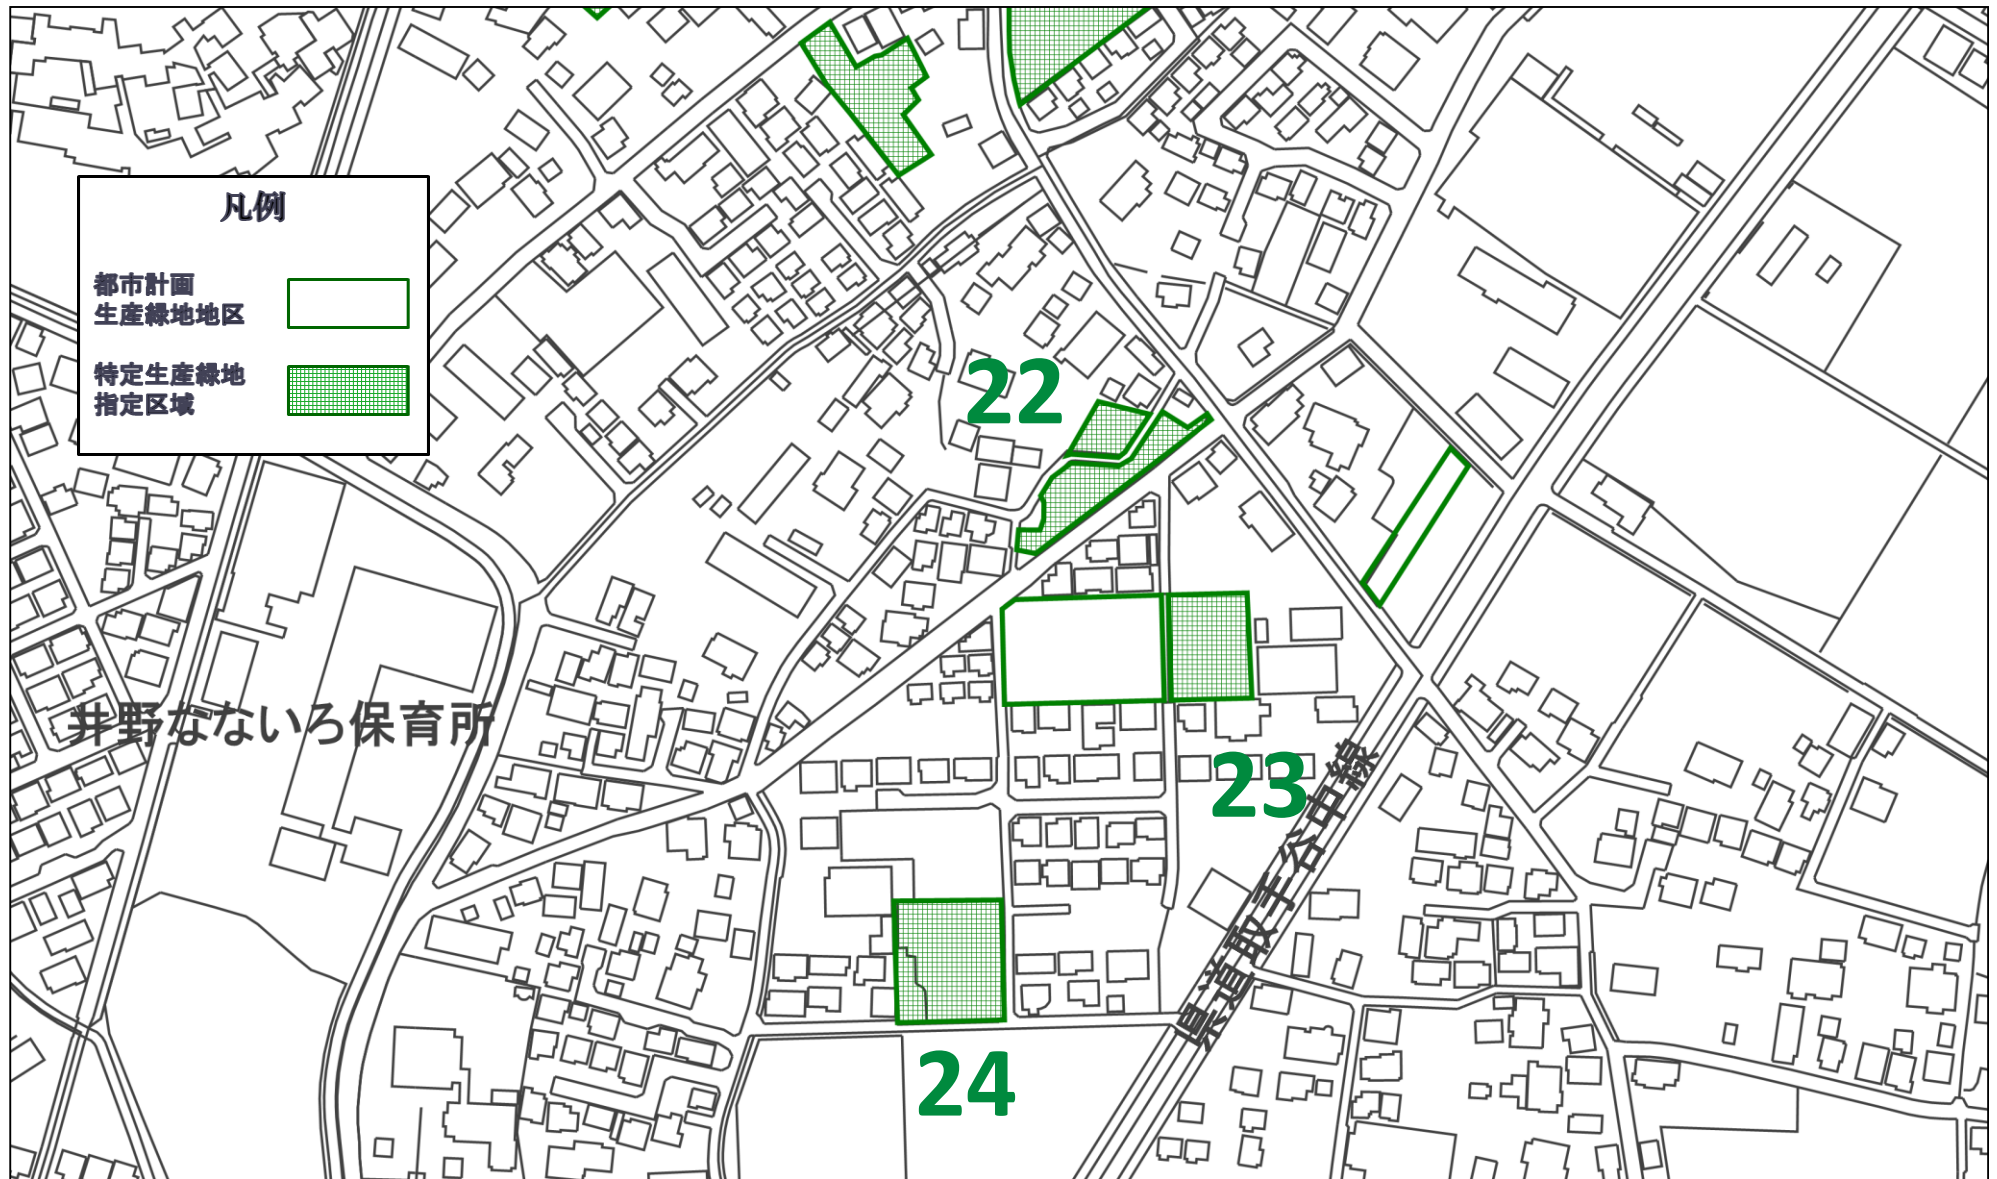 凡例
都市計画
生産緑地地区
特定生産緑地
指定区域
22
井野なないろ保育所
23
県道取手谷中線
24